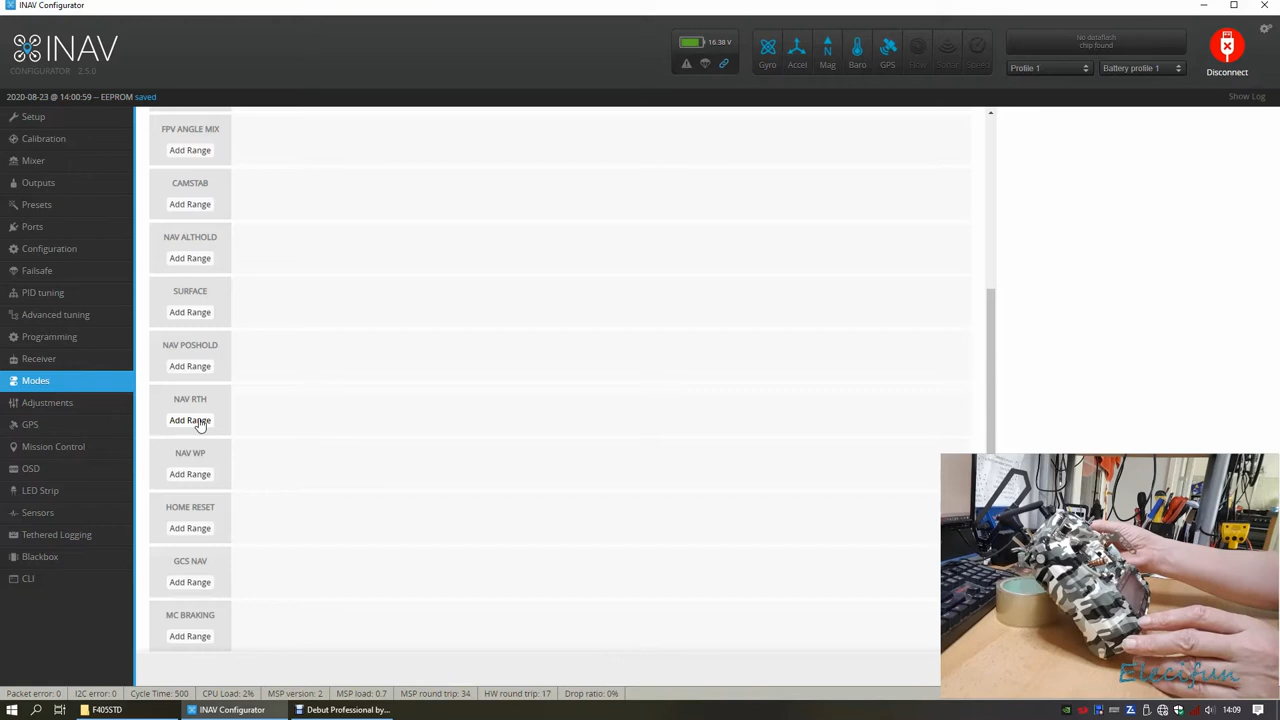 INAV Configurator
INAV
CONFIGURATOR 2.5.0
16.38 V
Gyro
Accel
Mag
Baro
GPS
Flow
Sonar
Speed
No dataflash
chip found
Profile 1
Battery profile 1
Disconnect
2020-08-23 @ 14:00:59 -- EEPROM saved
Show Log
Setup
Calibration
Mixer
Outputs
Presets
Ports
Configuration
Failsafe
PID tuning
Advanced tuning
Programming
Receiver
Modes
Adjustments
GPS
Mission Control
OSD
LED Strip
Sensors
Tethered Logging
Blackbox
CLI
FPV ANGLE MIX
Add Range
CAMSTAB
Add Range
NAV ALTHOLD
Add Range
SURFACE
Add Range
NAV POSHOLD
Add Range
NAV RTH
Add Range
NAV WP
Add Range
HOME RESET
Add Range
GCS NAV
Add Range
MC BRAKING
Add Range
Elecifun
Packet error: 0
I2C error: 0
Cycle Time: 500
CPU Load: 2%
MSP version: 2
MSP load: 0.7
MSP round trip: 34
HW round trip: 17
Drop ratio: 0%
F405STD
INAV Configurator
Debut Professional by...
14:09